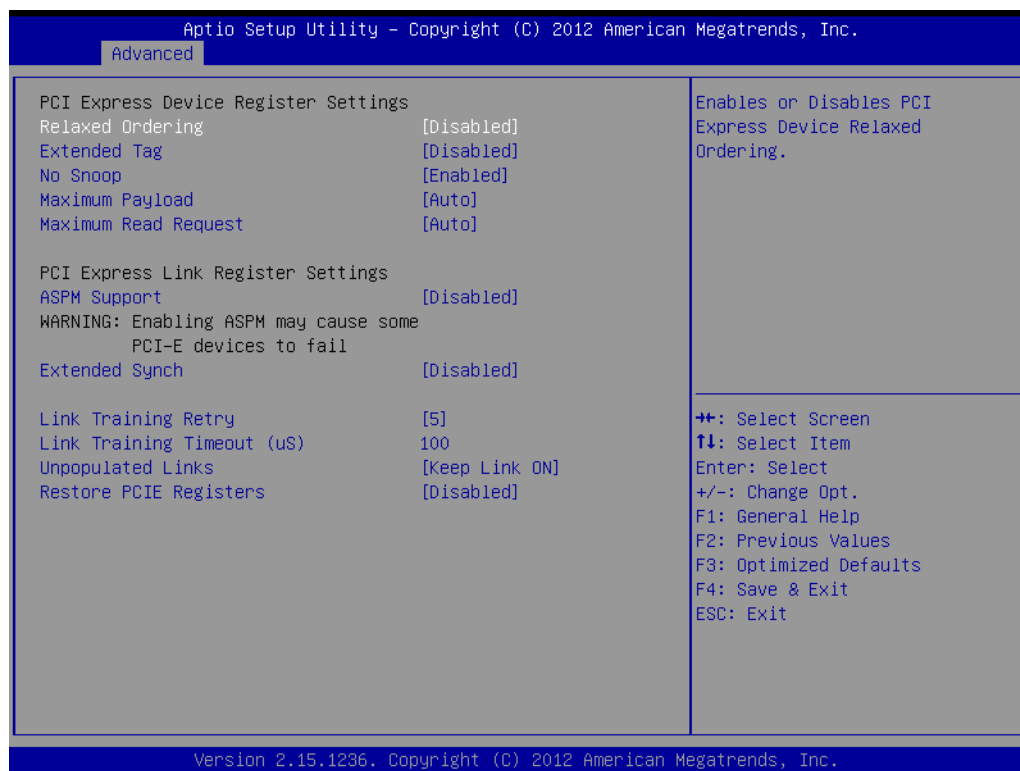 Aptio Setup Utility – Copyright (C) 2012 American Megatrends, Inc.
Advanced
PCI Express Device Register Settings
Relaxed Ordering [Disabled]
Extended Tag [Disabled]
No Snoop [Enabled]
Maximum Payload [Auto]
Maximum Read Request [Auto]
PCI Express Link Register Settings
ASPM Support [Disabled]
WARNING: Enabling ASPM may cause some
PCI-E devices to fail
Extended Synch [Disabled]
Link Training Retry [5]
Link Training Timeout (uS) 100
Unpopulated Links [Keep Link ON]
Restore PCIE Registers [Disabled]
Enables or Disables PCI
Express Device Relaxed
Ordering.
→←: Select Screen
↑↓: Select Item
Enter: Select
+/-: Change Opt.
F1: General Help
F2: Previous Values
F3: Optimized Defaults
F4: Save & Exit
ESC: Exit
Version 2.15.1236. Copyright (C) 2012 American Megatrends, Inc.